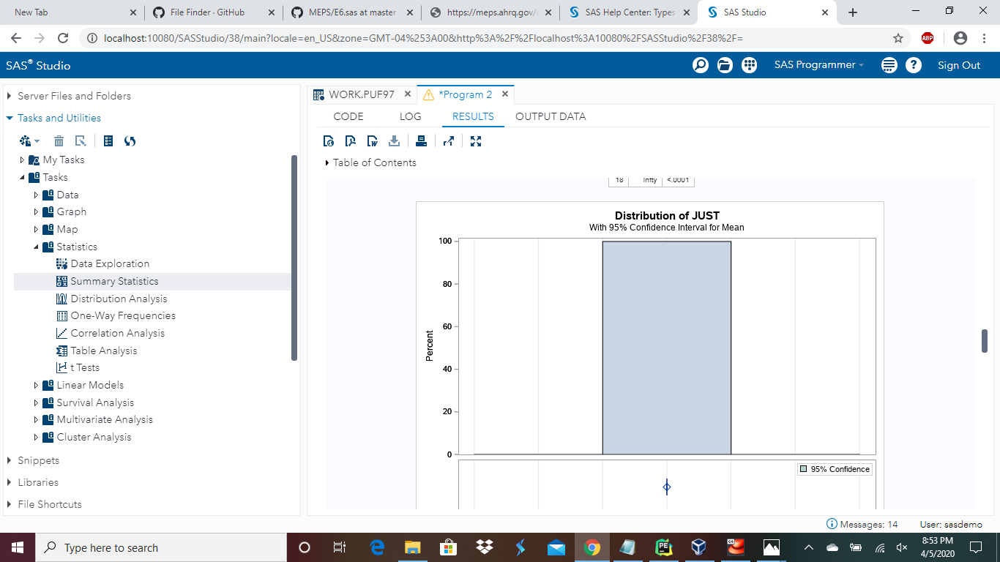 New Tab
File Finder · GitHub
MEPS/E6.sas at master
https://meps.ahrq.gov/
SAS Help Center: Types
SAS Studio
localhost:10080/SASStudio/38/main?locale=en_US&zone=GMT-04%253A00&http%3A%2F%2Flocalhost%3A10080%2FSASStudio%2F38%2F=
ABP
SAS® Studio
SAS Programmer
Sign Out
Server Files and Folders
Tasks and Utilities
My Tasks
Tasks
Data
Graph
Map
Statistics
Data Exploration
Summary Statistics
Distribution Analysis
One-Way Frequencies
Correlation Analysis
Table Analysis
t Tests
Linear Models
Survival Analysis
Multivariate Analysis
Cluster Analysis
Snippets
Libraries
File Shortcuts
WORK.PUF97
*Program 2
CODE LOG RESULTS OUTPUT DATA
Table of Contents
18 Infty <.0001
Distribution of JUST
With 95% Confidence Interval for Mean
100
80
60
40
20
0
Percent
95% Confidence
Messages: 14
User: sasdemo
Type here to search
8:53 PM
4/5/2020